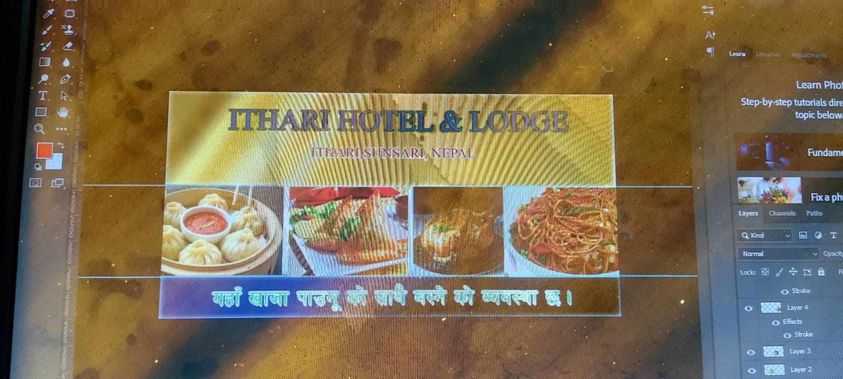 ITHARI HOTEL & LODGE
ITHARI,SUNSARI, NEPAL
यहाँ खाजा पाउनू को साथै बस्ने को व्यवस्था छ।
Learn
Libraries
Adjustments
Learn Pho
Step-by-step tutorials dire
topic below
Fundame
Fix a ph
Layers Channels Paths
Kind
Normal
Opacity
Lock:
Stroke
Layer 4
Effects
Stroke
Layer 3
Layer 2